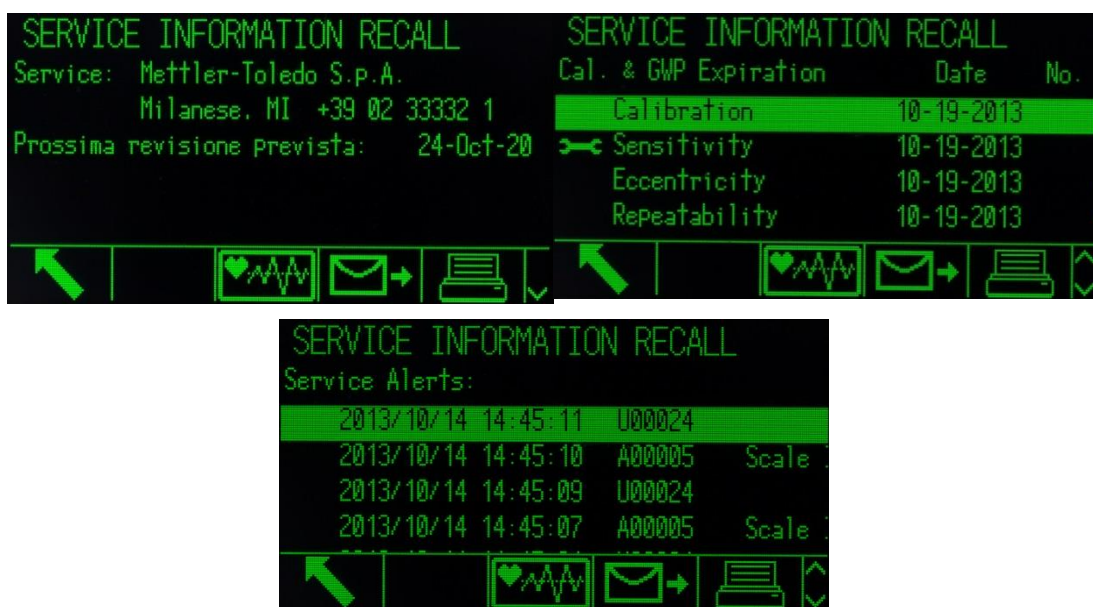 SERVICE INFORMATION RECALL
Service: Mettler-Toledo S.p.A.
Milanese, MI +39 02 33332 1
Prossima revisione prevista: 24-Oct-20
SERVICE INFORMATION RECALL
Cal. & GWP Expiration Date No.
Calibration 10-19-2013
Sensitivity 10-19-2013
Eccentricity 10-19-2013
Repeatability 10-19-2013
SERVICE INFORMATION RECALL
Service Alerts:
2013/10/14 14:45:11 U00024
2013/10/14 14:45:10 A00005 Scale
2013/10/14 14:45:09 U00024
2013/10/14 14:45:07 A00005 Scale